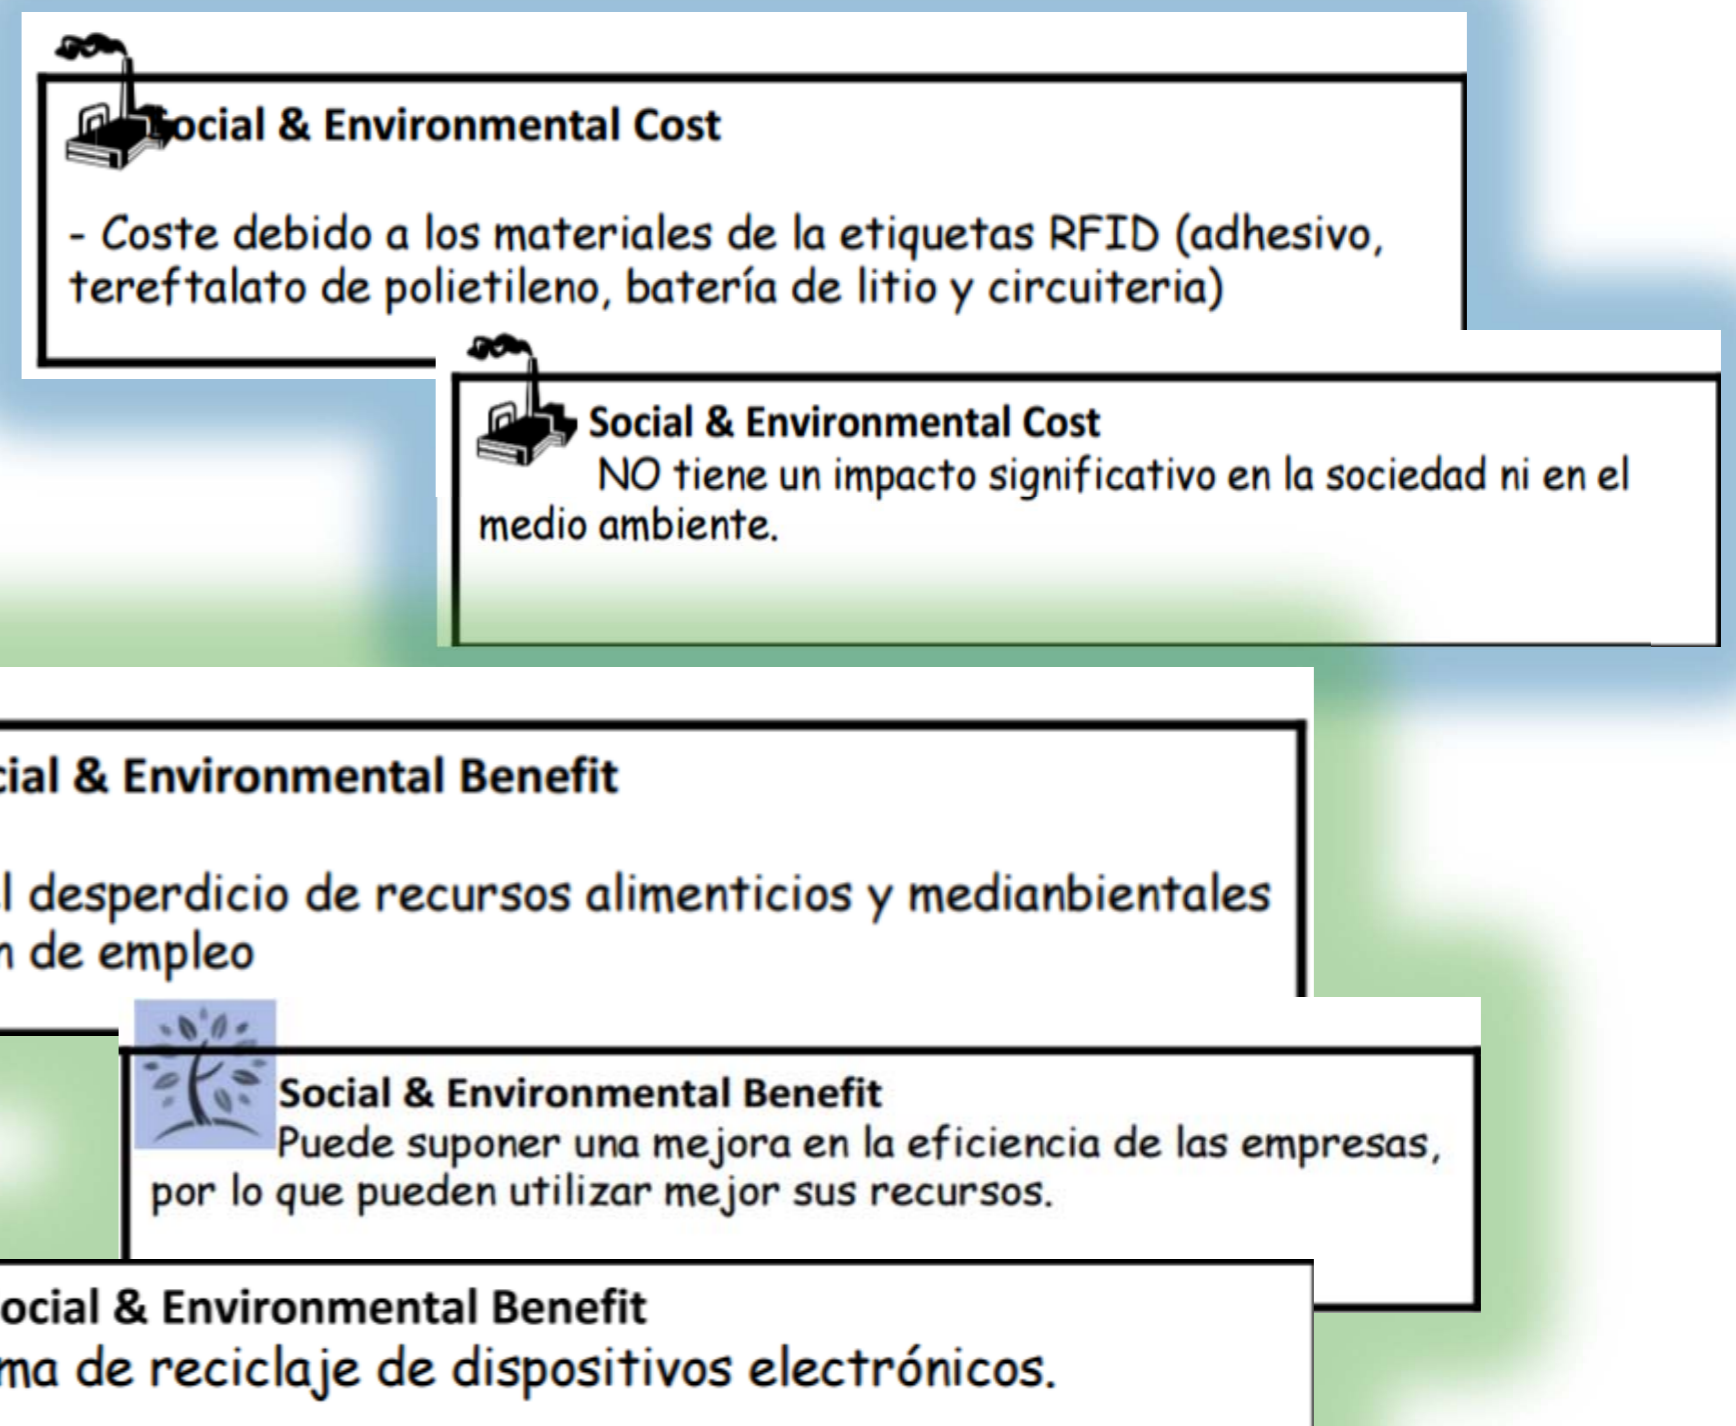 Social & Environmental Cost
- Coste debido a los materiales de la etiquetas RFID (adhesivo,
tereftalato de polietileno, batería de litio y circuiteria)
Social & Environmental Cost
NO tiene un impacto significativo en la sociedad ni en el
medio ambiente.
cial & Environmental Benefit
l desperdicio de recursos alimenticios y medianbientales
n de empleo
Social & Environmental Benefit
Puede suponer una mejora en la eficiencia de las empresas,
por lo que pueden utilizar mejor sus recursos.
ocial & Environmental Benefit
ma de reciclaje de dispositivos electrónicos.